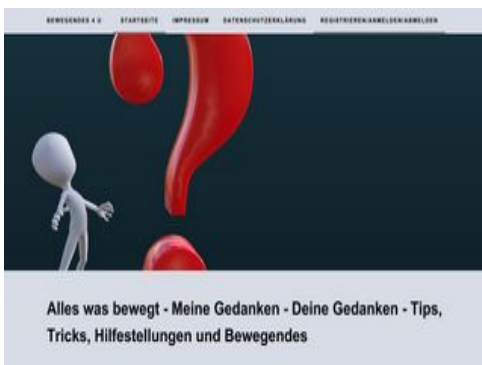 BEWEGENDES 4 U STARTSEITE IMPRESSUM DATENSCHUTZERKLÄRUNG REGISTRIEREN/ANMELDEN/ABMELDEN
Alles was bewegt - Meine Gedanken - Deine Gedanken - Tips,
Tricks, Hilfestellungen und Bewegendes